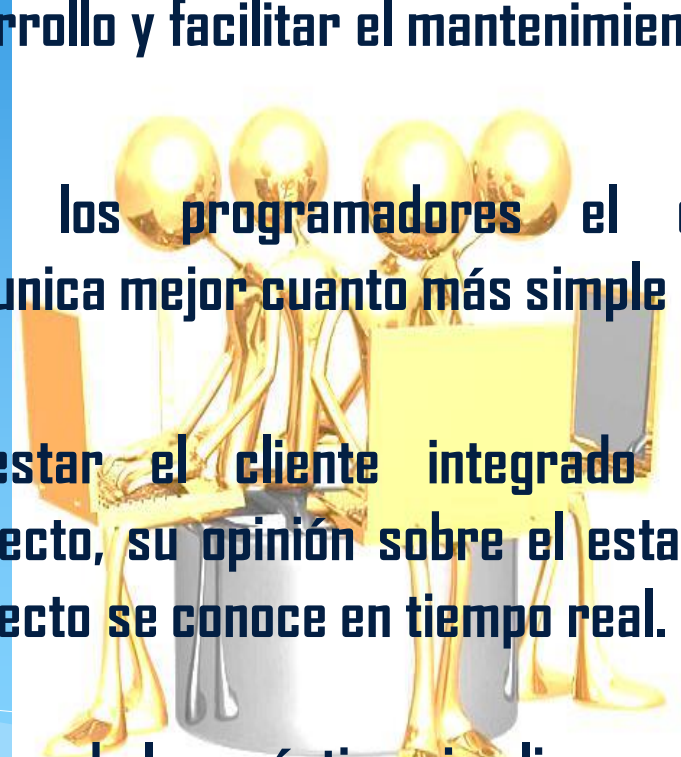 rrollo y facilitar el mantenimien
los programadores el
unica mejor cuanto más simple
estar el cliente integrado
ecto, su opinión sobre el esta
ecto se conoce en tiempo real.